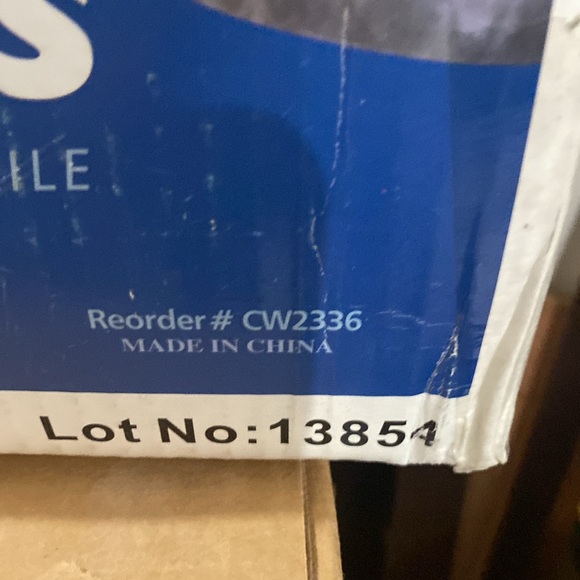 Reorder # CW2336
MADE IN CHINA
Lot No:13854